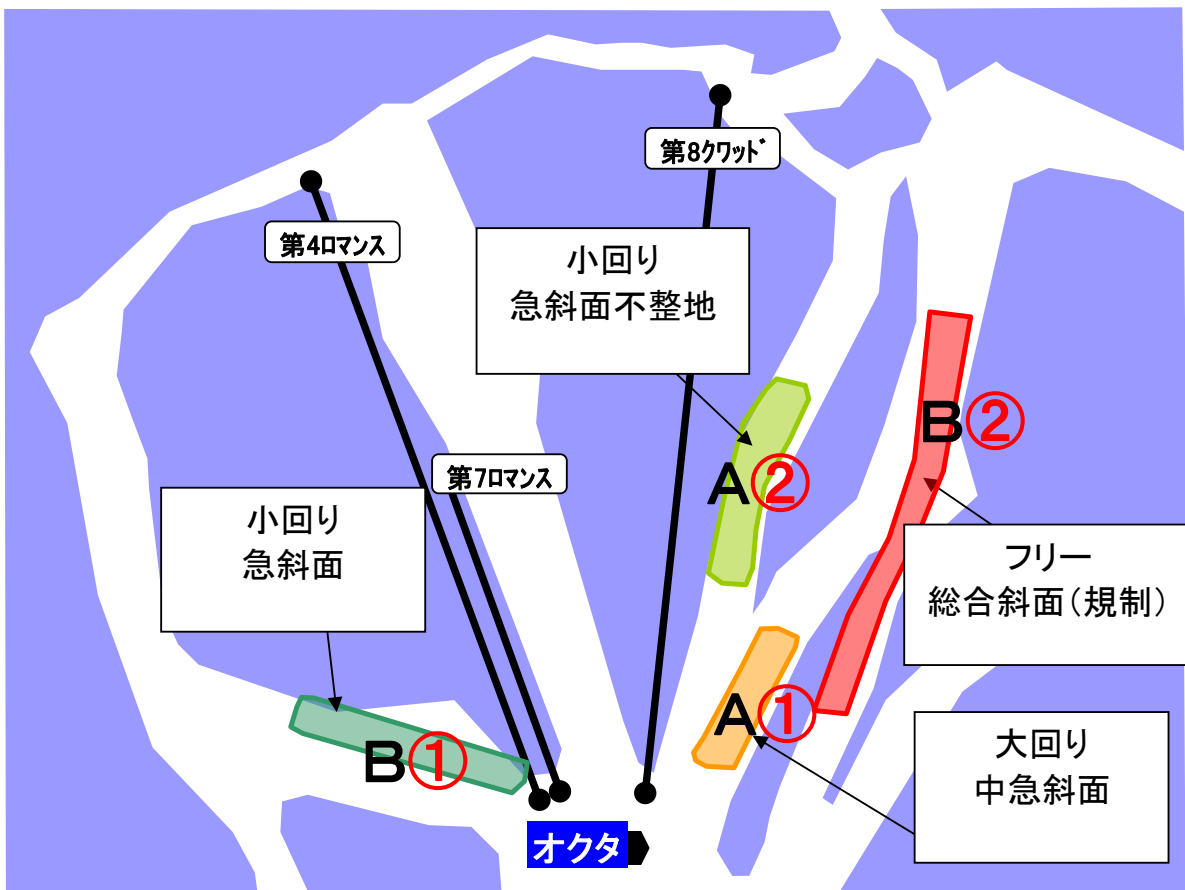 第8クワッド
第4ロマンス
小回り
急斜面不整地
B②
第7ロマンス
A②
小回り
急斜面
フリー
総合斜面(規制)
A①
B①
大回り
中急斜面
オクタ